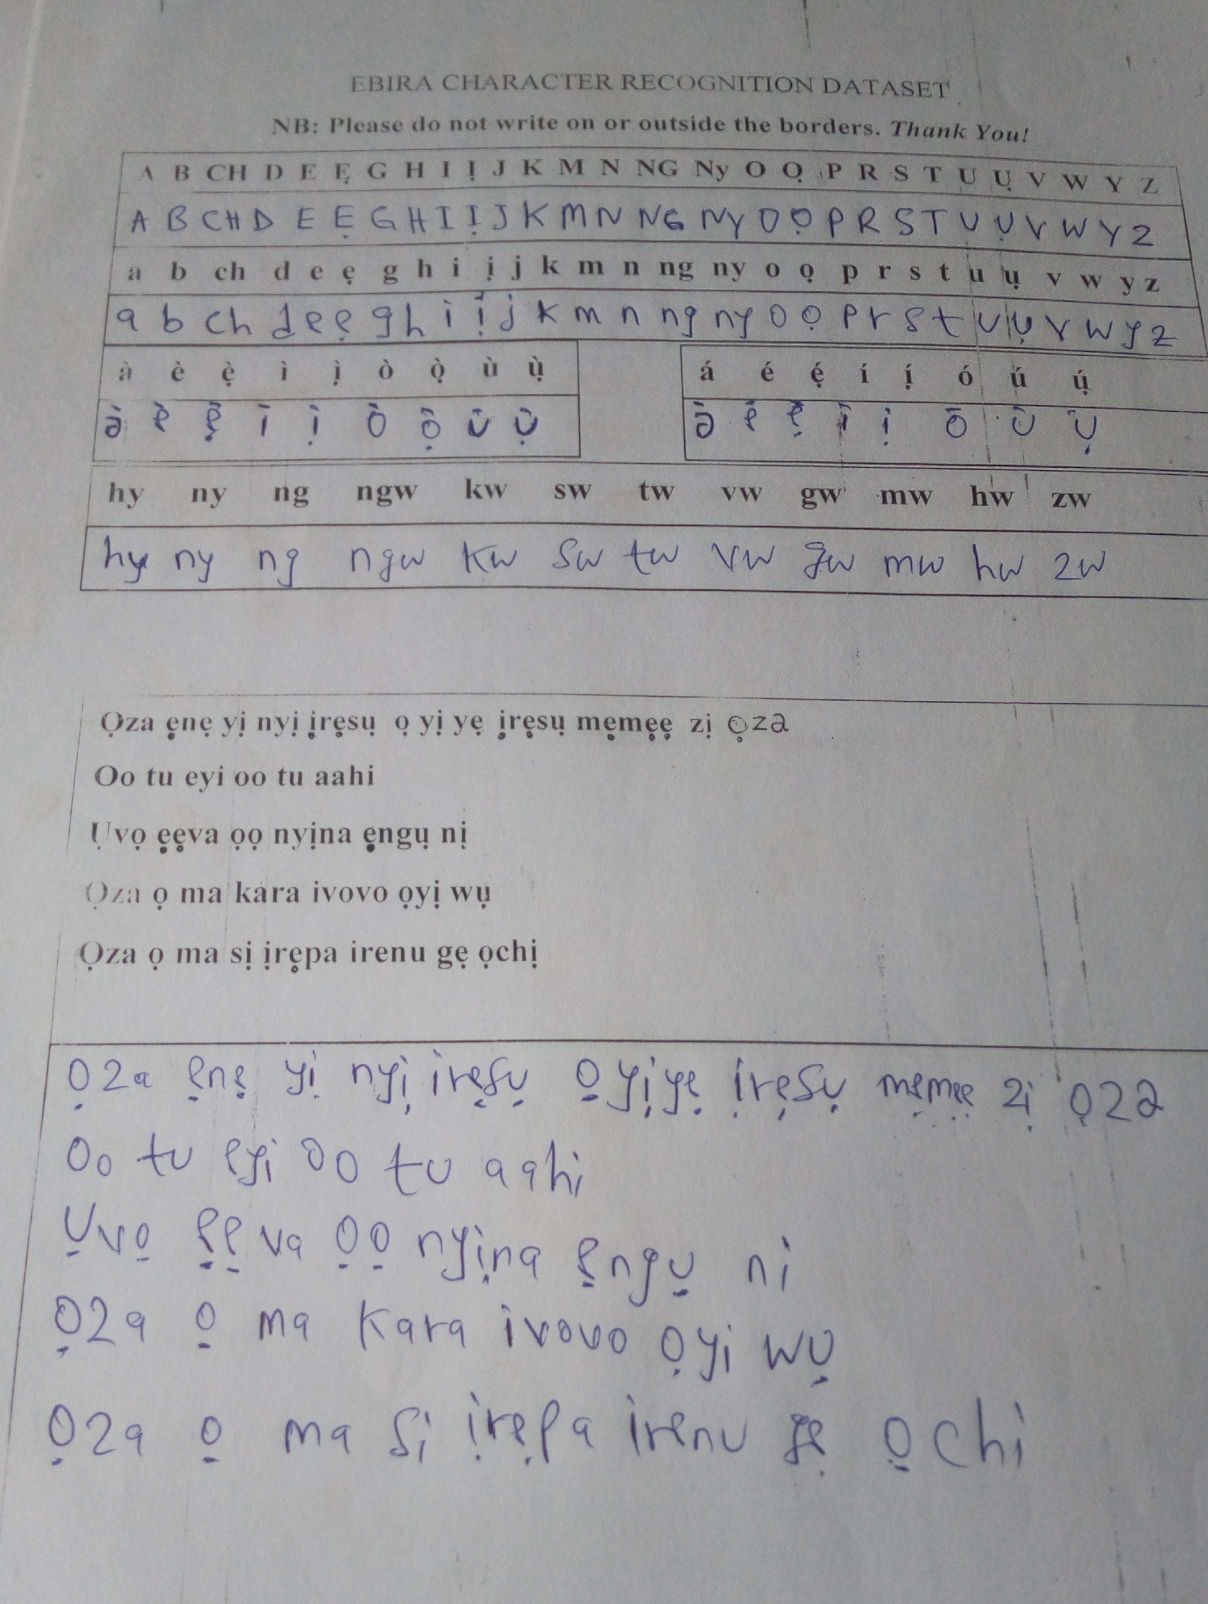 EBIRA CHARACTER RECOGNITION DATASET
NB: Please do not write on or outside the borders. Thank You!
A B CH D E Ẹ G H I Ị J K M N NG Ny O Ọ P R S T U Ụ V W Y Z
A B CH D E Ẹ G H I Ị J K M N NG NY O Ọ P R S T U Ụ V W Y Z
a b ch d e ẹ g h i ị j k m n ng ny o ọ p r s t u ụ v w y z
a b ch d e ẹ g h i ị j k m n ng ny o ọ p r s t u ụ v w y z
à è ẹ̀ ì ị̀ ò ọ̀ ù ụ̀ á é ẹ́ í ị́ ó ú ụ́
ā ē ẹ̄ ī ị̄ ō ọ̄ ū ụ̄ ā ē ẹ̄ ī ị ō ū ụ̄
hy ny ng ngw kw sw tw vw gw mw hw zw
hy ny ng ngw kw sw tw vw gw mw hw zw
Ọza ẹnẹ yị nyị ịrẹsụ ọ yị yẹ ịrẹsụ mẹmẹẹ zị ọza
Oo tu eyi oo tu aahi
Ụvọ ẹẹva ọọ nyịna ẹngụ nị
Ọza ọ ma kara ivovo ọyị wụ
Ọza ọ ma sị ịrẹpa irenu gẹ ọchị
Ọza ẹnẹ yị nyị irẹsụ ọ yị yẹ ịrẹsụ mẹmẹẹ zị ọza
Oo tu eyi oo tu aahi
Ụvọ ẹẹ va ọọ nyịna ẹngụ ni
Ọza ọ ma kara ivovo ọyi wụ
Ọza ọ ma si ịrẹpa irenu gẹ ọchi